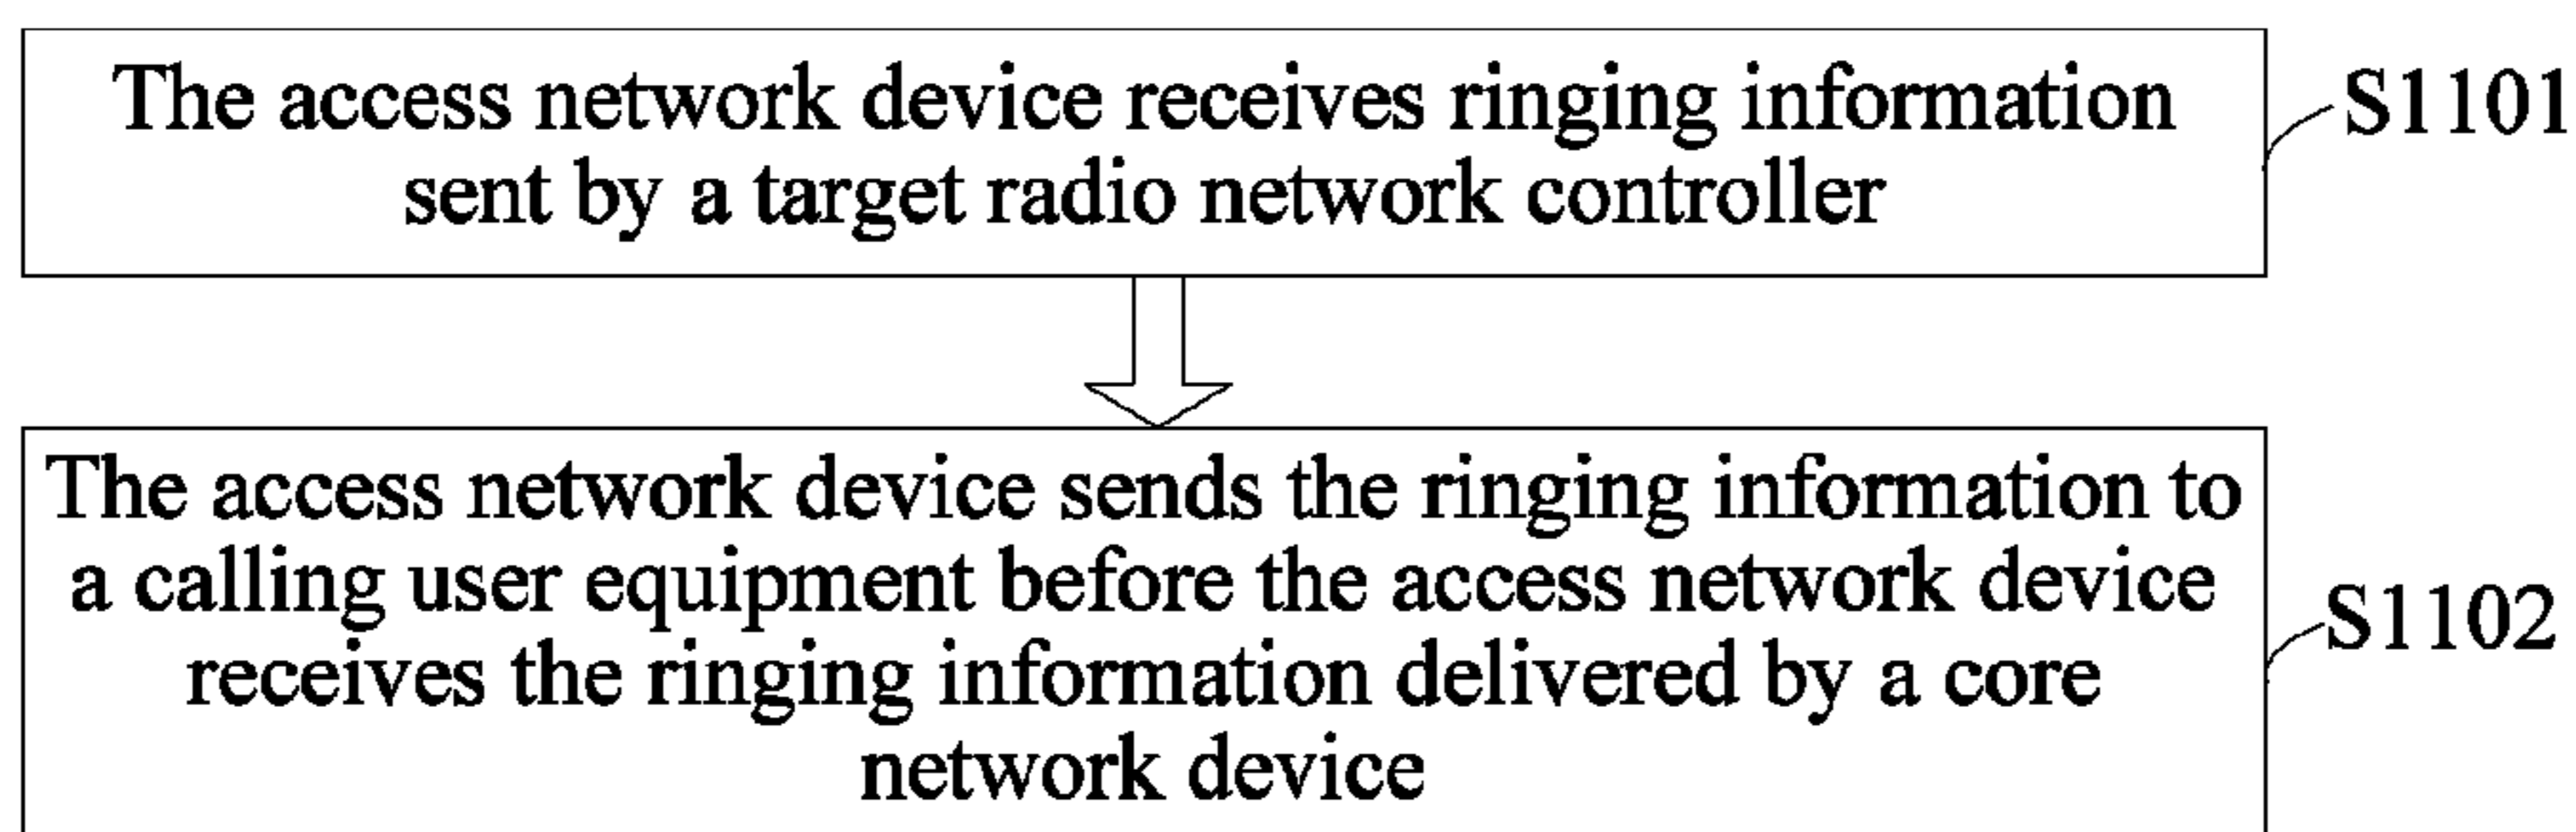 The access network device receives ringing information
sent by a target radio network controller
S1101
The access network device sends the ringing information to
a calling user equipment before the access network device
receives the ringing information delivered by a core
network device
S1102